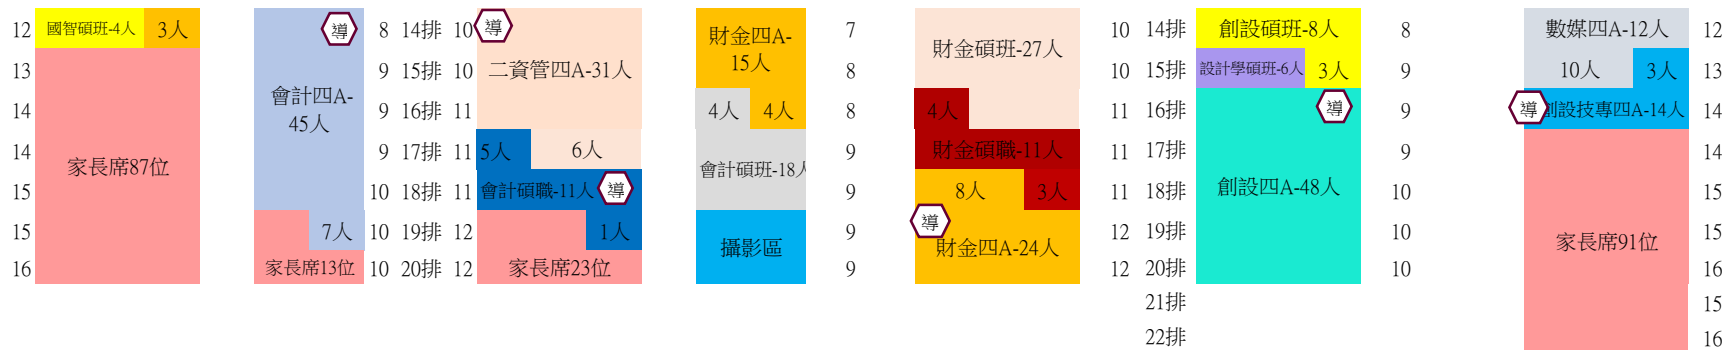 12 國智碩班-4人 3人 導 8 14排 10 導 財金四A- 7 10 14排 創設碩班-8人 8 數媒四A-12人 12
15人 財金碩班-27人
13 9 15排 10 二資管四A-31人 8 10 15排 設計學碩班-6人 3人 9 10人 3人 13
會計四A-
45人
14 9 16排 11 4人 4人 8 4人 11 16排 導 9 導 創設技專四A-14人 14
14 家長席87位 9 17排 11 5人 6人 會計碩班-18人 9 財金碩職-11人 11 17排 9 14
15 10 18排 11 會計碩職-11人 導 9 8人 3人 11 18排 創設四A-48人 10 15
15 7人 10 19排 12 1人 攝影區 9 導 財金四A-24人 12 19排 10 家長席91位 15
16 家長席13位 10 20排 12 家長席23位 9 12 20排 10 16
21排 15
22排 16